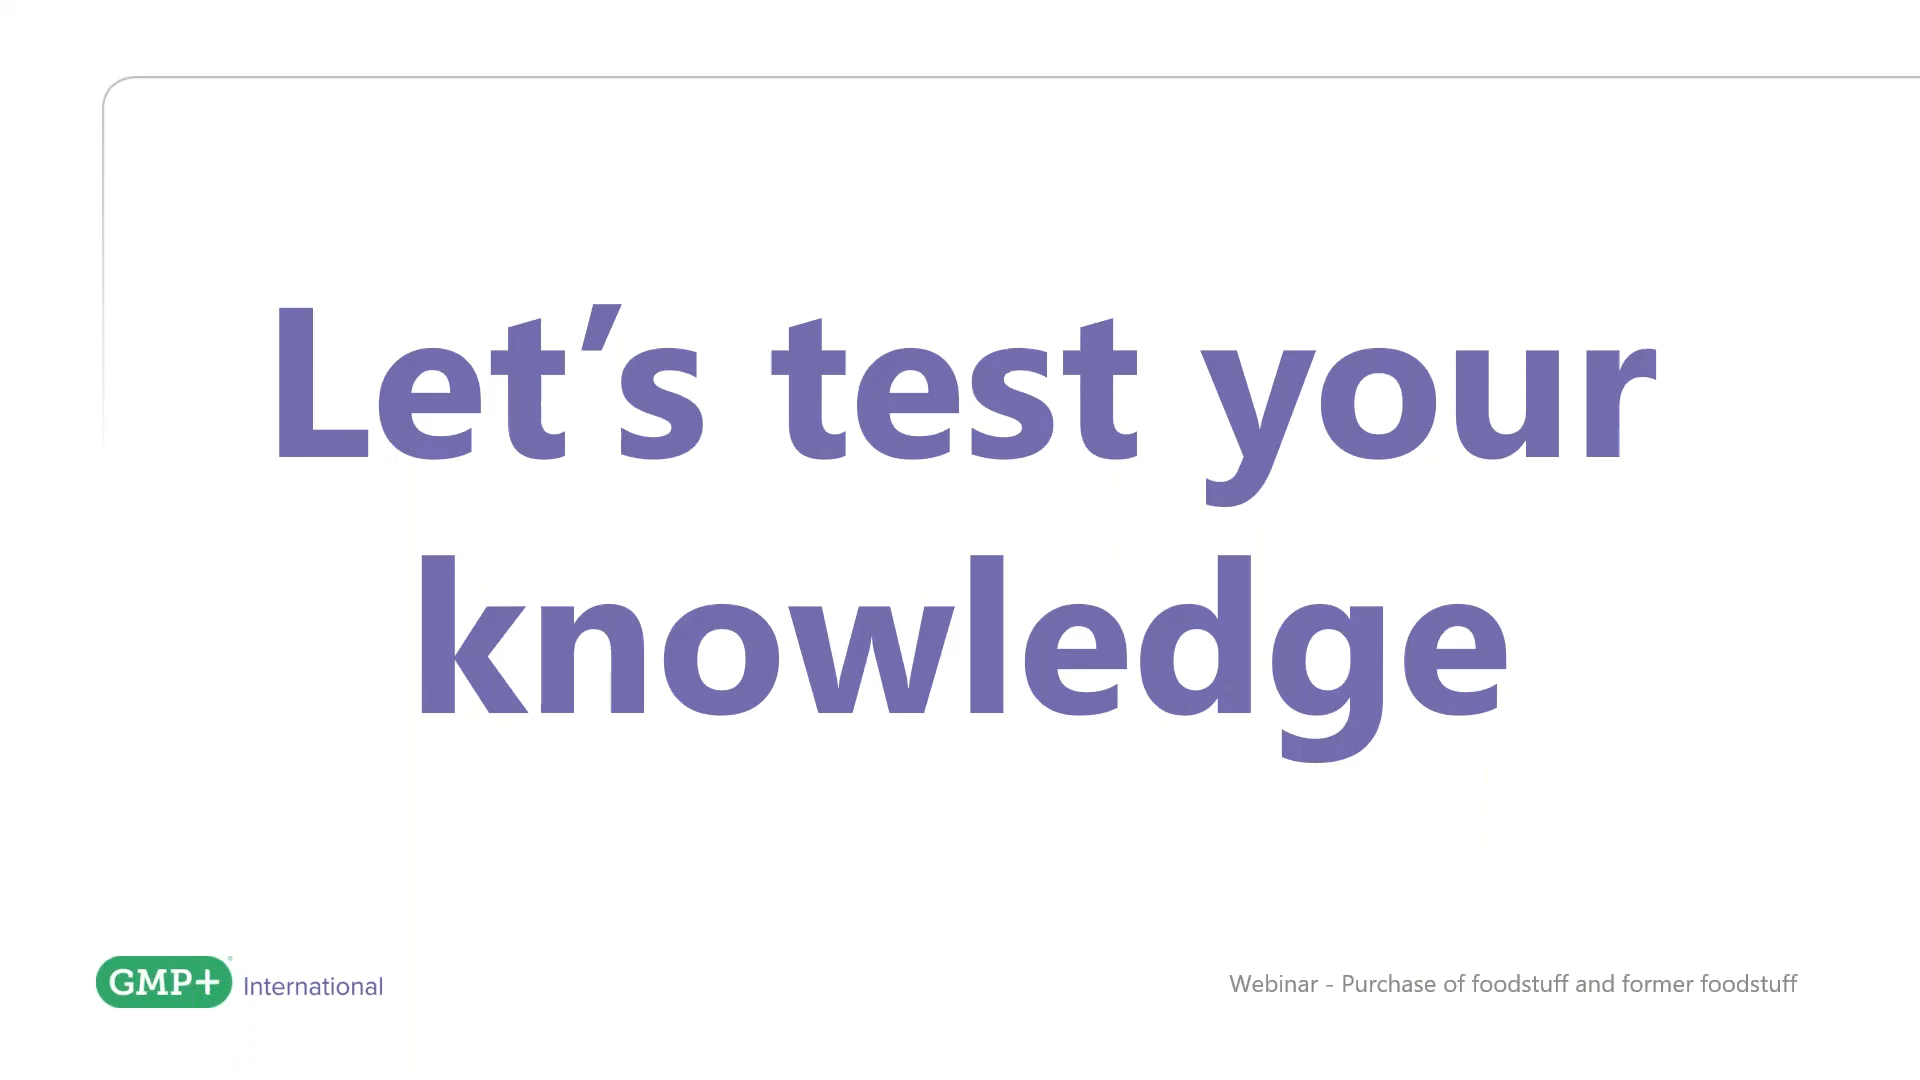 Let’s test your
knowledge
GMP+ International
Webinar - Purchase of foodstuff and former foodstuff